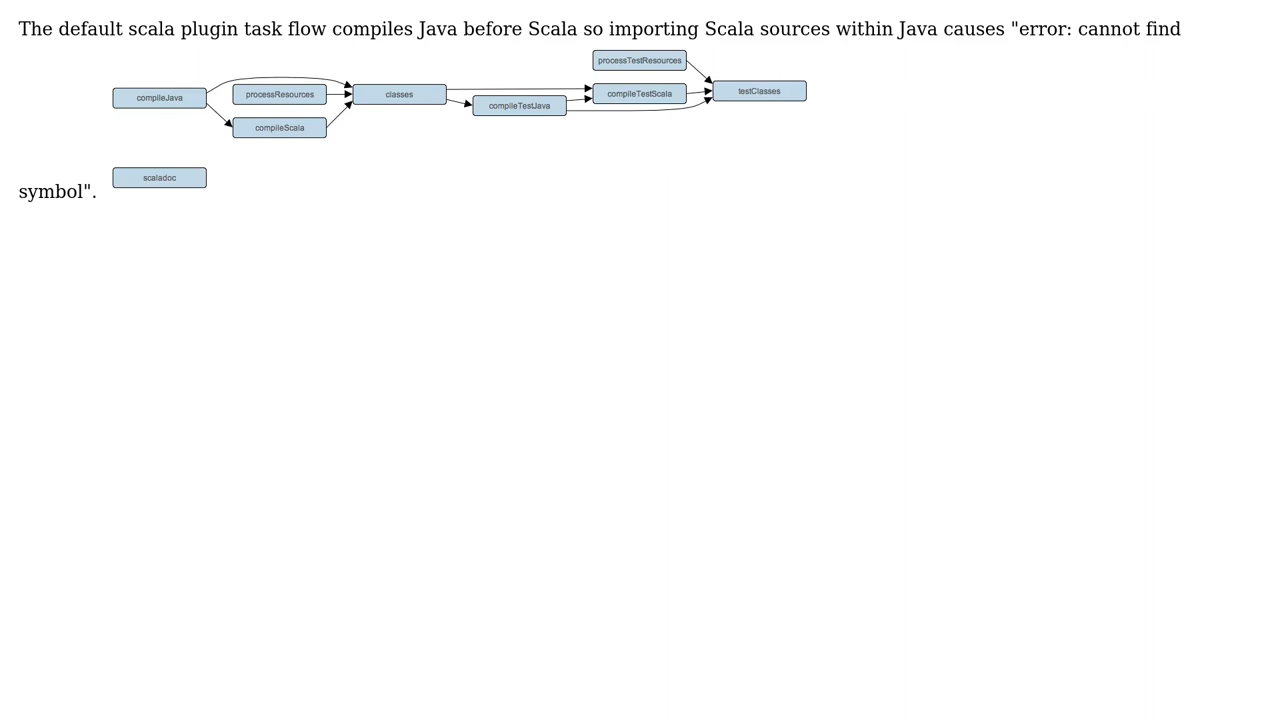 The default scala plugin task flow compiles Java before Scala so importing Scala sources within Java causes "error: cannot find
processTestResources
compileJava
processResources
classes
compileTestJava
compileTestScala
testClasses
compileScala
scaladoc
symbol".